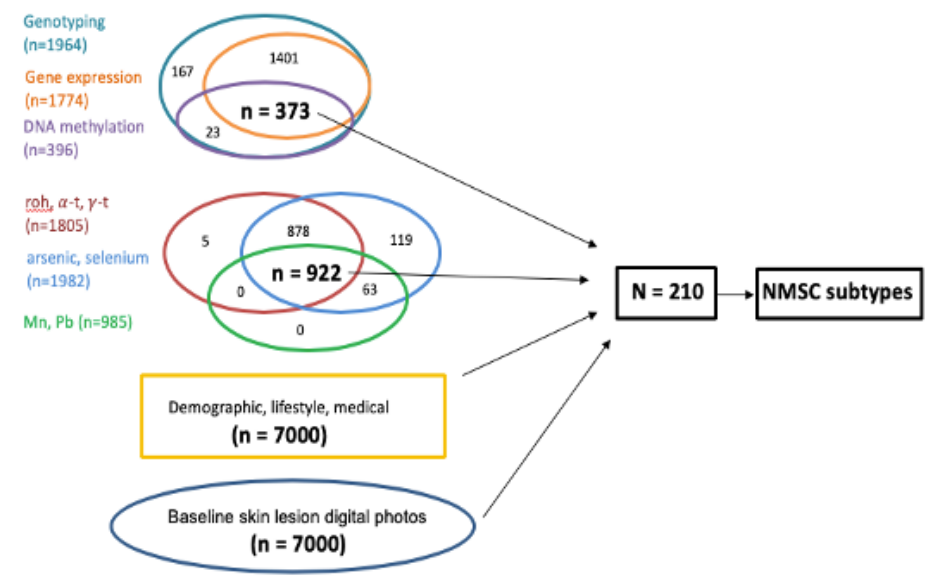 Genotyping
(n=1964)
167
1401
Gene expression
(n=1774)
n = 373
DNA methylation
(n=396)
23
roh, α-t, γ-t
(n=1805)
5
878
119
arsenic, selenium
(n=1982)
n = 922
0
63
Mn, Pb (n=985)
0
N = 210
NMSC subtypes
Demographic, lifestyle, medical
(n = 7000)
Baseline skin lesion digital photos
(n = 7000)